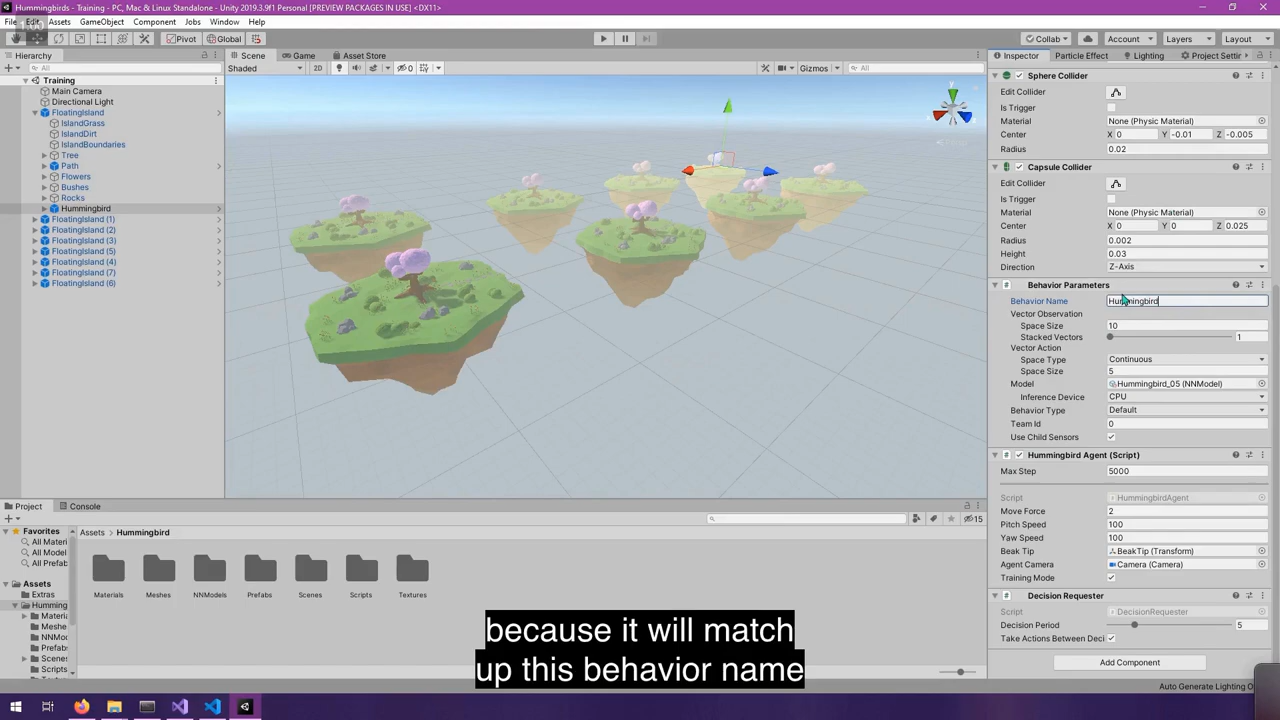 Hummingbirds - Training - PC, Mac & Linux Standalone - Unity 2019.3.9f1 Personal [PREVIEW PACKAGES IN USE] <DX11>
File Edit Assets GameObject Component Jobs Window Help
Pivot Global Collab Account Layers Layout
Hierarchy
All
Training
Main Camera
Directional Light
FloatingIsland
IslandGrass
IslandDirt
IslandBoundaries
Tree
Path
Flowers
Bushes
Rocks
Hummingbird
FloatingIsland (1)
FloatingIsland (2)
FloatingIsland (3)
FloatingIsland (5)
FloatingIsland (4)
FloatingIsland (7)
FloatingIsland (6)
Scene Game Asset Store
Shaded 2D 0 Gizmos All
Inspector Particle Effect Lighting Project Settir
Sphere Collider
Edit Collider
Is Trigger
Material None (Physic Material)
Center X 0 Y -0.01 Z -0.005
Radius 0.02
Capsule Collider
Edit Collider
Is Trigger
Material None (Physic Material)
Center X 0 Y 0 Z 0.025
Radius 0.002
Height 0.03
Direction Z-Axis
Behavior Parameters
Behavior Name Hummingbird
Vector Observation
Space Size 10
Stacked Vectors 1
Vector Action
Space Type Continuous
Space Size 5
Model Hummingbird_05 (NNModel)
Inference Device CPU
Behavior Type Default
Team Id 0
Use Child Sensors
Hummingbird Agent (Script)
Max Step 5000
Script HummingbirdAgent
Move Force 2
Pitch Speed 100
Yaw Speed 100
Beak Tip BeakTip (Transform)
Agent Camera Camera (Camera)
Training Mode
Decision Requester
Script DecisionRequester
Decision Period 5
Take Actions Between Deci
Add Component
Auto Generate Lighting O
Project Console
15
Favorites
All Materi
All Model
All Prefab
Assets
Extras
Humming
Materi
Meshe
NNMoc
Prefabs
Scenes
Scripts
Assets Hummingbird
Materials Meshes NNModels Prefabs Scenes Scripts Textures
because it will match
up this behavior name